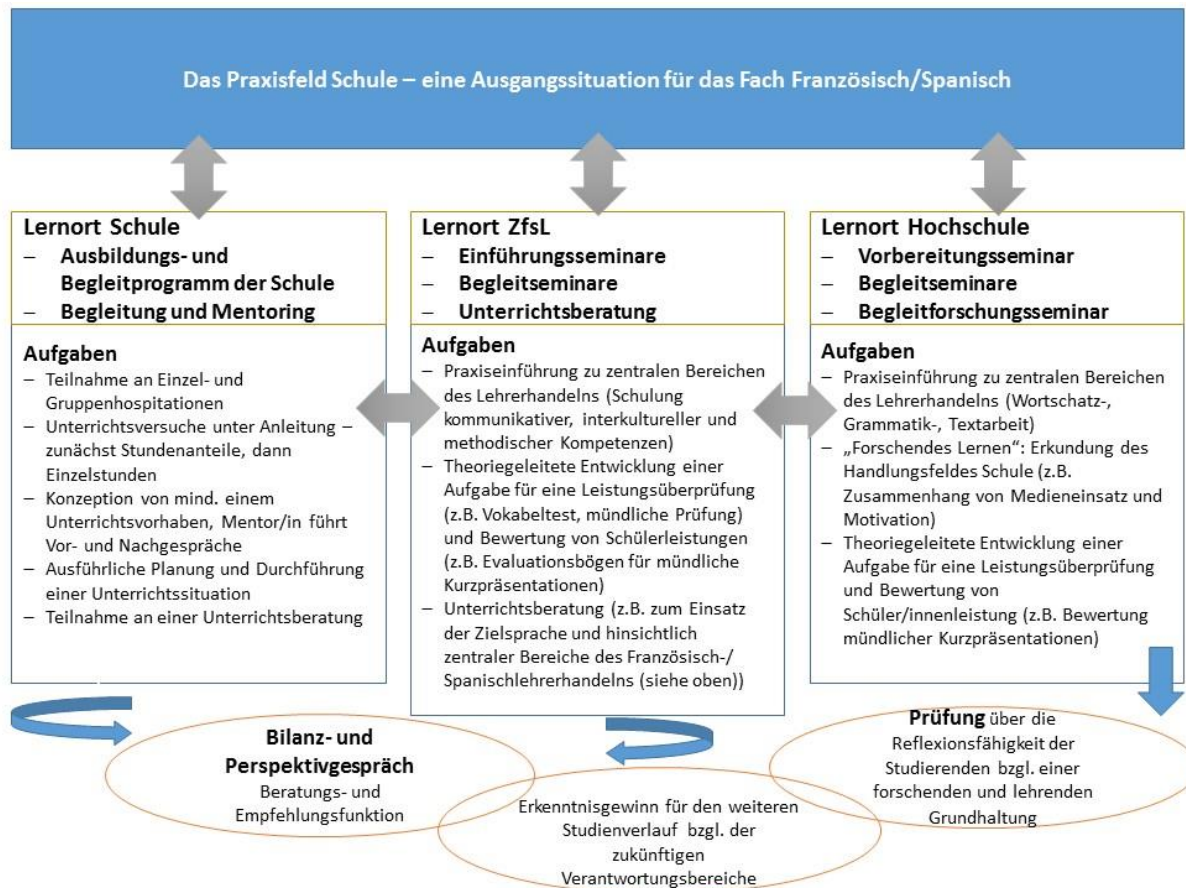 Das Praxisfeld Schule – eine Ausgangssituation für das Fach Französisch/Spanisch
Lernort Schule
– Ausbildungs- und
Begleitprogramm der Schule
– Begleitung und Mentoring
Aufgaben
– Teilnahme an Einzel- und
Gruppenhospitationen
– Unterrichtsversuche unter Anleitung –
zunächst Stundenanteile, dann
Einzelstunden
– Konzeption von mind. einem
Unterrichtsvorhaben, Mentor/in führt
Vor- und Nachgespräche
– Ausführliche Planung und Durchführung
einer Unterrichtssituation
– Teilnahme an einer Unterrichtsberatung
Lernort ZfsL
– Einführungsseminare
– Begleitseminare
– Unterrichtsberatung
Aufgaben
– Praxiseinführung zu zentralen Bereichen
des Lehrerhandelns (Schulung
kommunikativer, interkultureller und
methodischer Kompetenzen)
– Theoriegeleitete Entwicklung einer
Aufgabe für eine Leistungsüberprüfung
(z.B. Vokabeltest, mündliche Prüfung)
und Bewertung von Schülerleistungen
(z.B. Evaluationsbögen für mündliche
Kurzpräsentationen)
– Unterrichtsberatung (z.B. zum Einsatz
der Zielsprache und hinsichtlich
zentraler Bereiche des Französisch-/
Spanischlehrerhandelns (siehe oben))
Lernort Hochschule
– Vorbereitungsseminar
– Begleitseminare
– Begleitforschungsseminar
Aufgaben
– Praxiseinführung zu zentralen Bereichen
des Lehrerhandelns (Wortschatz-,
Grammatik-, Textarbeit)
– „Forschendes Lernen“: Erkundung des
Handlungsfeldes Schule (z.B.
Zusammenhang von Medieneinsatz und
Motivation)
– Theoriegeleitete Entwicklung einer
Aufgabe für eine Leistungsüberprüfung
und Bewertung von
Schüler/innenleistung (z.B. Bewertung
mündlicher Kurzpräsentationen)
Bilanz- und
Perspektivgespräch
Beratungs- und
Empfehlungsfunktion
Erkenntnisgewinn für den weiteren
Studienverlauf bzgl. der
zukünftigen
Verantwortungsbereiche
Prüfung über die
Reflexionsfähigkeit der
Studierenden bzgl. einer
forschenden und lehrenden
Grundhaltung